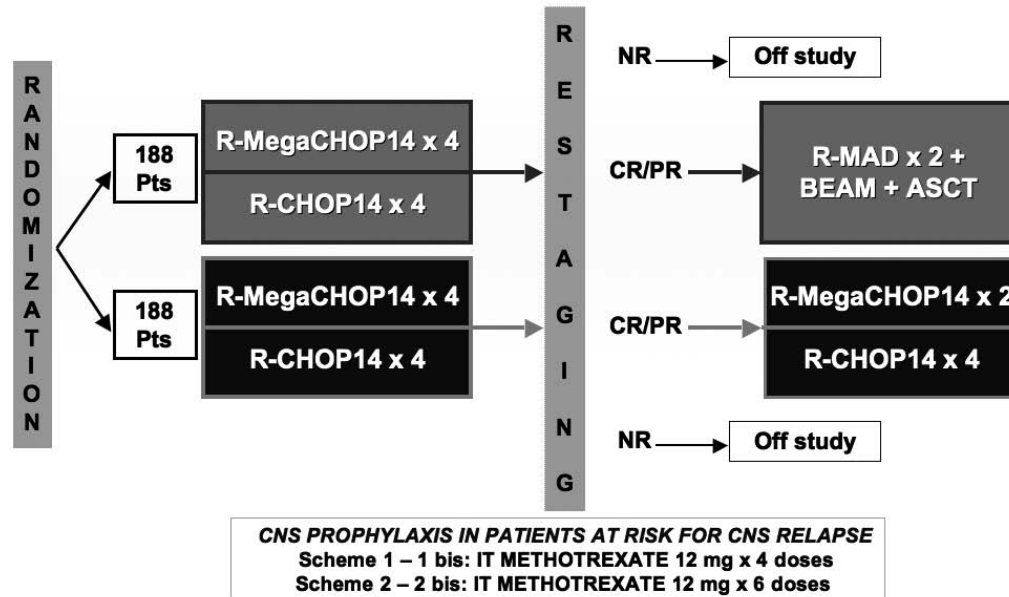 RANDOMIZATION
188
Pts
R-MegaCHOP14 x 4
R-CHOP14 x 4
188
Pts
R-MegaCHOP14 x 4
R-CHOP14 x 4
RESTAGING
NR
Off study
CR/PR
R-MAD x 2 +
BEAM + ASCT
CR/PR
R-MegaCHOP14 x 2
R-CHOP14 x 4
NR
Off study
CNS PROPHYLAXIS IN PATIENTS AT RISK FOR CNS RELAPSE
Scheme 1 – 1 bis: IT METHOTREXATE 12 mg x 4 doses
Scheme 2 – 2 bis: IT METHOTREXATE 12 mg x 6 doses